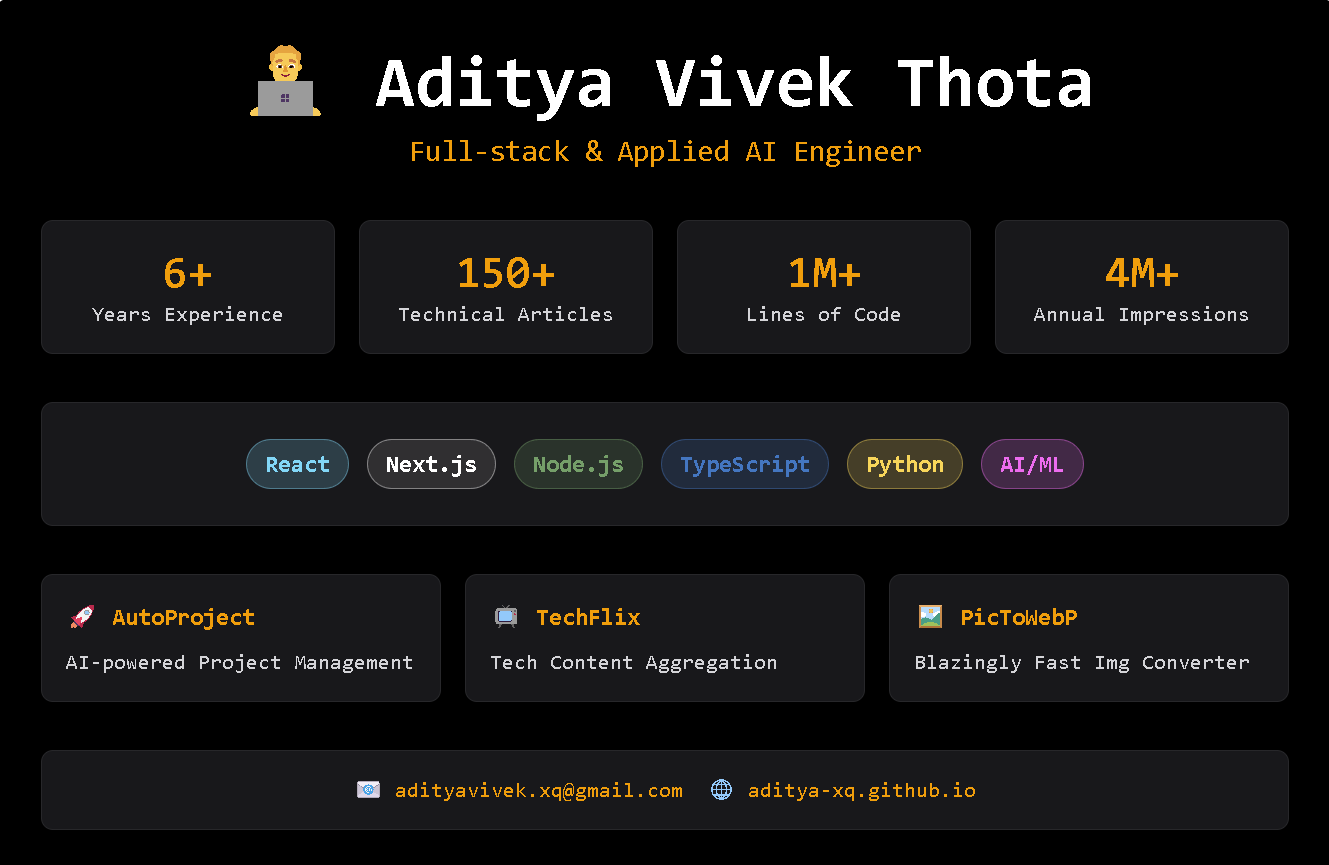 Aditya Vivek Thota
Full-stack & Applied AI Engineer
6+
Years Experience
150+
Technical Articles
1M+
Lines of Code
4M+
Annual Impressions
React
Next.js
Node.js
TypeScript
Python
AI/ML
AutoProject
AI-powered Project Management
TechFlix
Tech Content Aggregation
PicToWebP
Blazingly Fast Img Converter
adityavivek.xq@gmail.com
aditya-xq.github.io